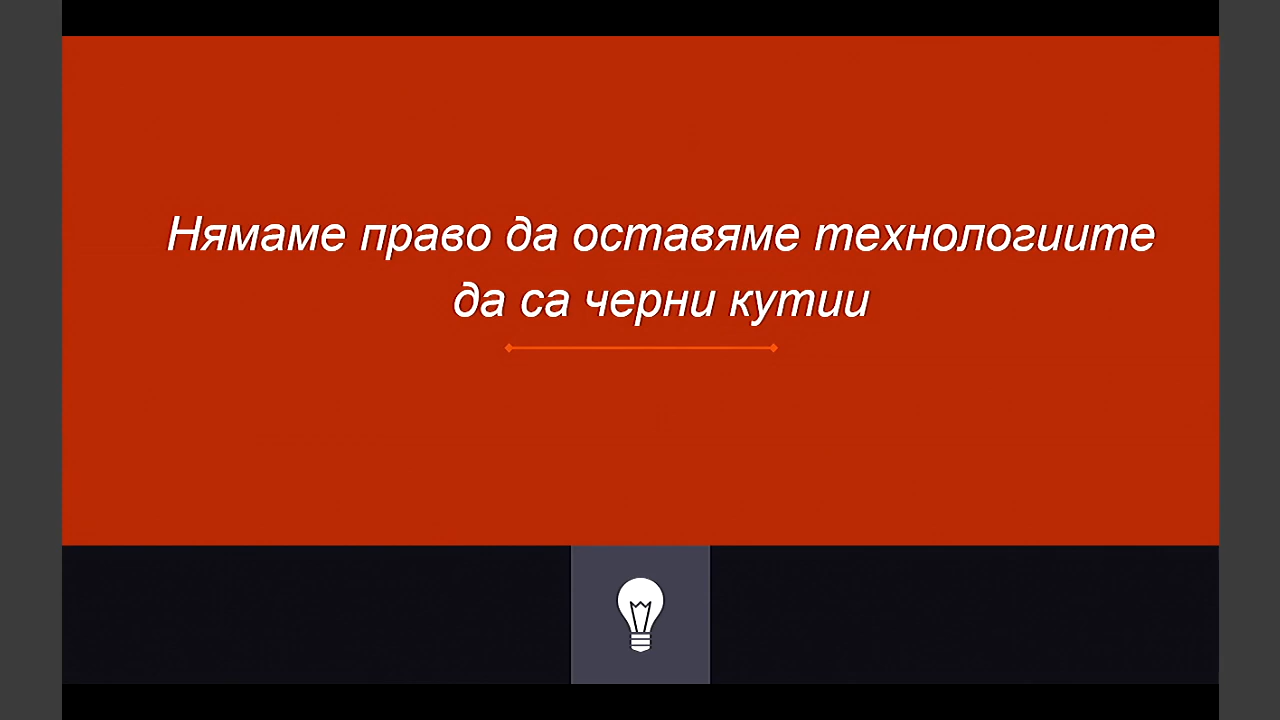 Нямаме право да оставяме технологиите
да са черни кутии